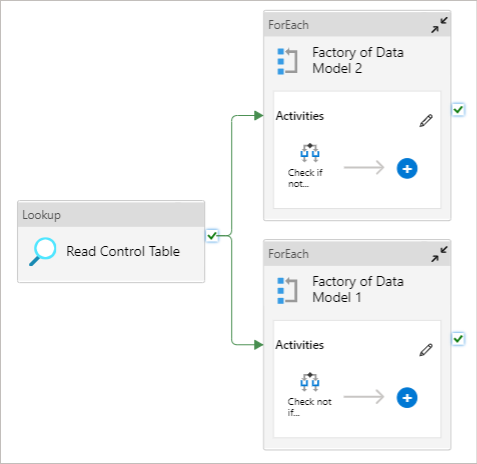 ForEach
Factory of Data
Model 2
Activities
Check if
not...
Lookup
Read Control Table
ForEach
Factory of Data
Model 1
Activities
Check not
if...